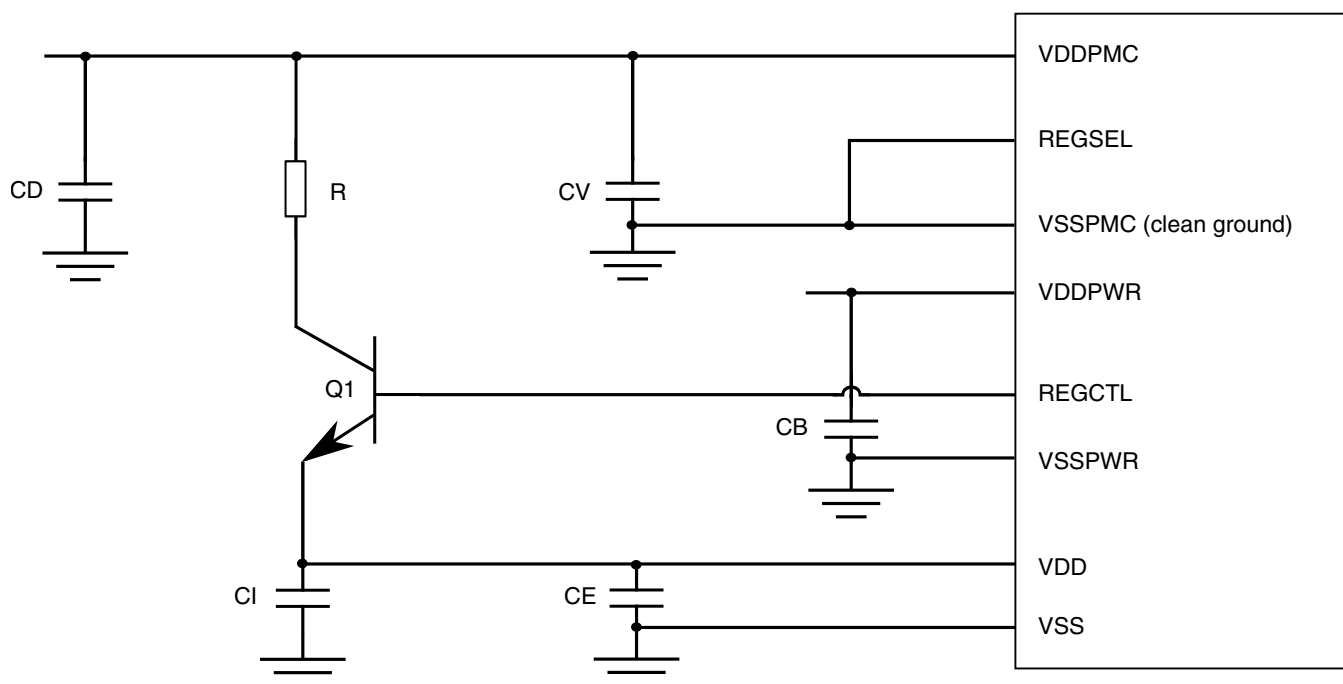 VDDPMC
REGSEL
CD
R
CV
VSSPMC (clean ground)
VDDPWR
Q1
REGCTL
CB
VSSPWR
VDD
CI
CE
VSS